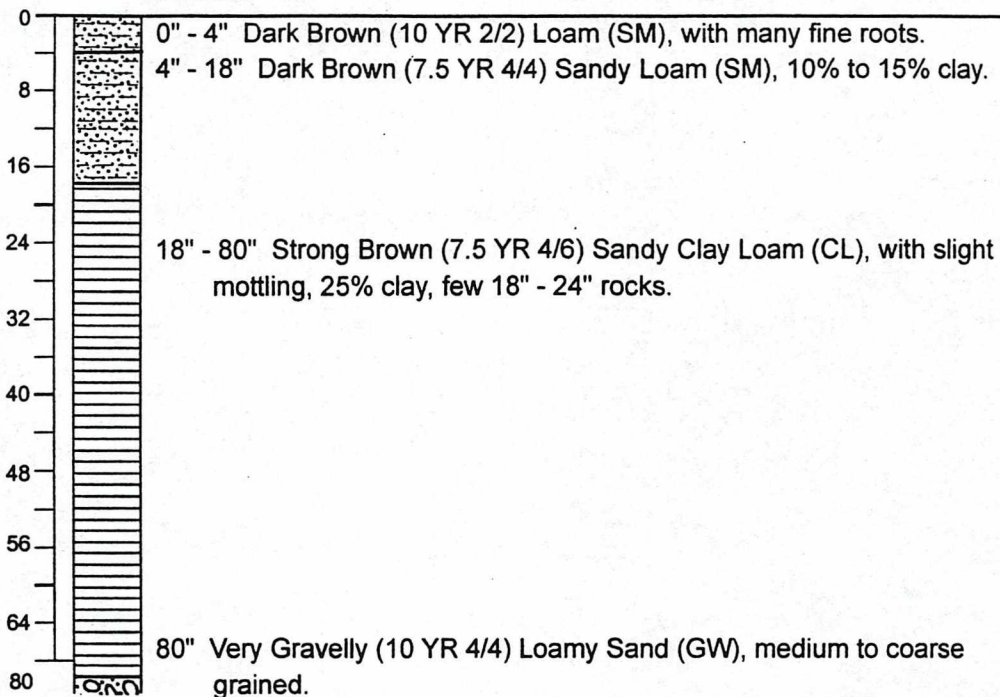 0
0" - 4" Dark Brown (10 YR 2/2) Loam (SM), with many fine roots.
4" - 18" Dark Brown (7.5 YR 4/4) Sandy Loam (SM), 10% to 15% clay.
8
16
24
18" - 80" Strong Brown (7.5 YR 4/6) Sandy Clay Loam (CL), with slight
mottling, 25% clay, few 18" - 24" rocks.
32
40
48
56
64
80" Very Gravelly (10 YR 4/4) Loamy Sand (GW), medium to coarse
80
grained.